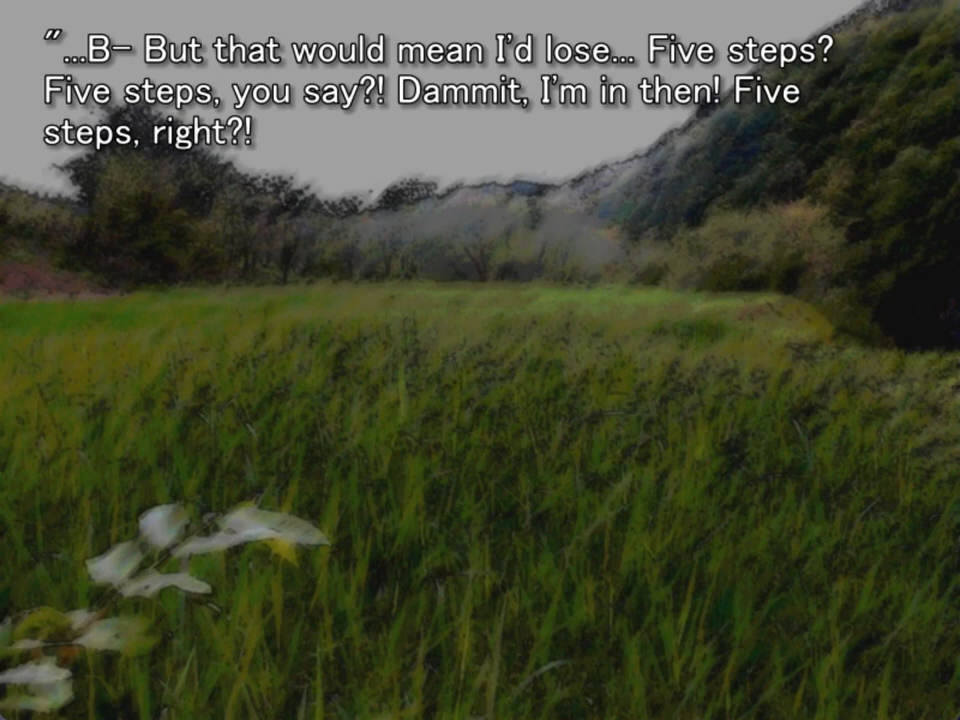 "...B— But that would mean I'd lose... Five steps?
Five steps, you say?! Dammit, I'm in then! Five
steps, right?!